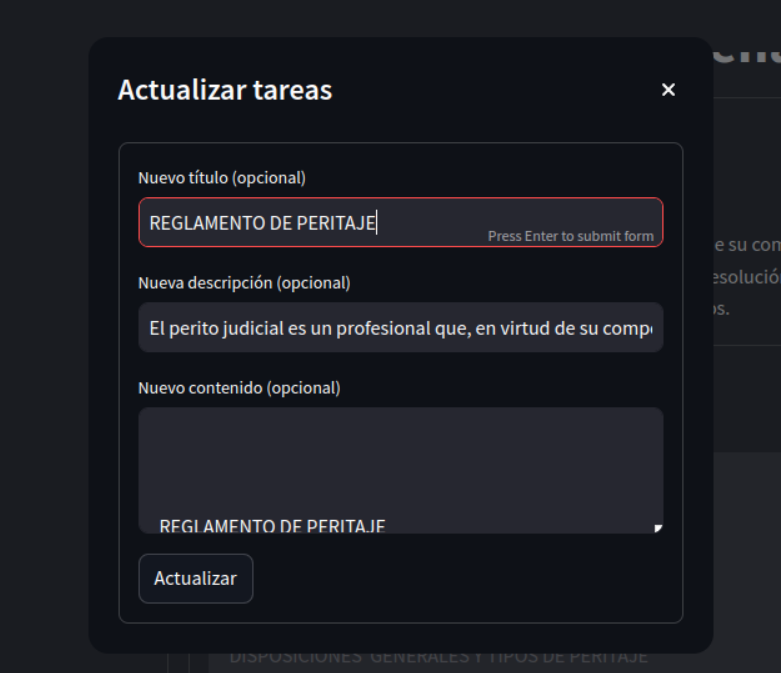 Actualizar tareas
Nuevo título (opcional)
REGLAMENTO DE PERITAJE
Press Enter to submit form
e su com
Nueva descripción (opcional)
esolució
os.
El perito judicial es un profesional que, en virtud de su comp
Nuevo contenido (opcional)
REGLAMENTO DE PERITAJE
Actualizar
DISPOSICIONES GENERALES Y TIPOS DE PERITAJE